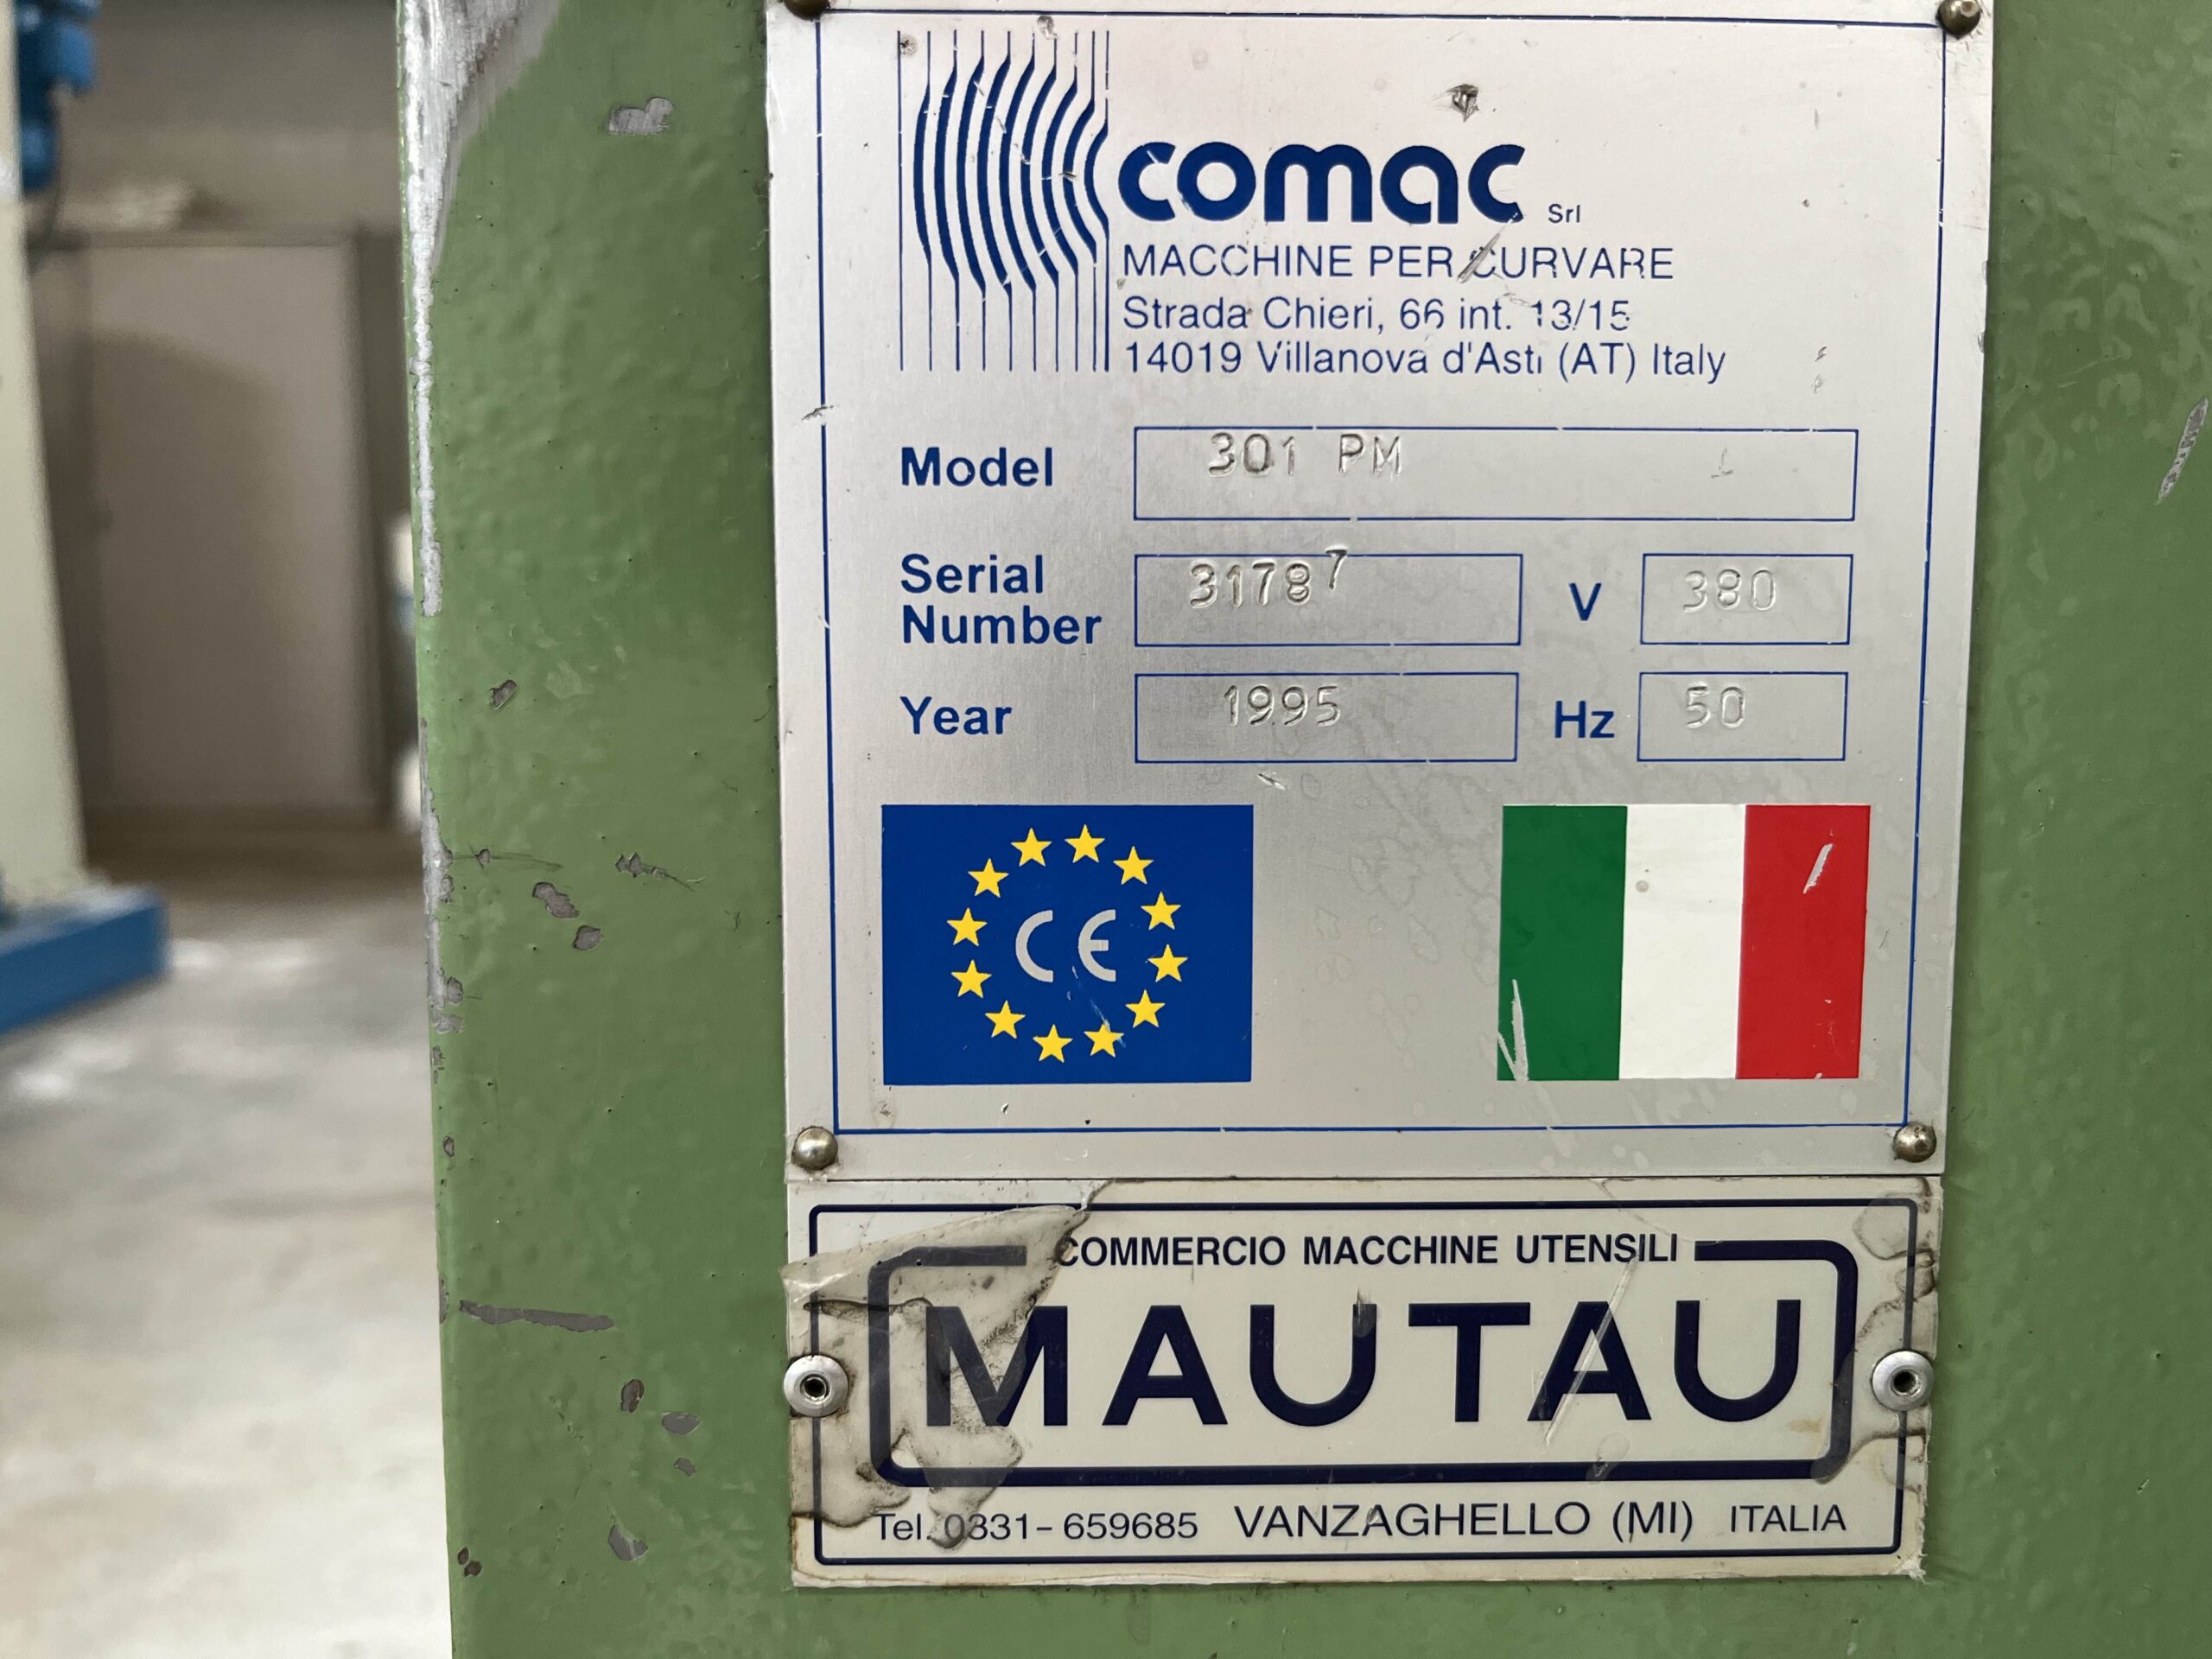 comac Srl
MACCHINE PER CURVARE
Strada Chieri, 66 int. 13/15
14019 Villanova d'Asti (AT) Italy
Model 301 PM 1
Serial Number 31787 V 380
Year 1995 Hz 50
CE
COMMERCIO MACCHINE UTENSILI
MAUTAU
Tel. 0331-659685 VANZAGHELLO (MI) ITALIA